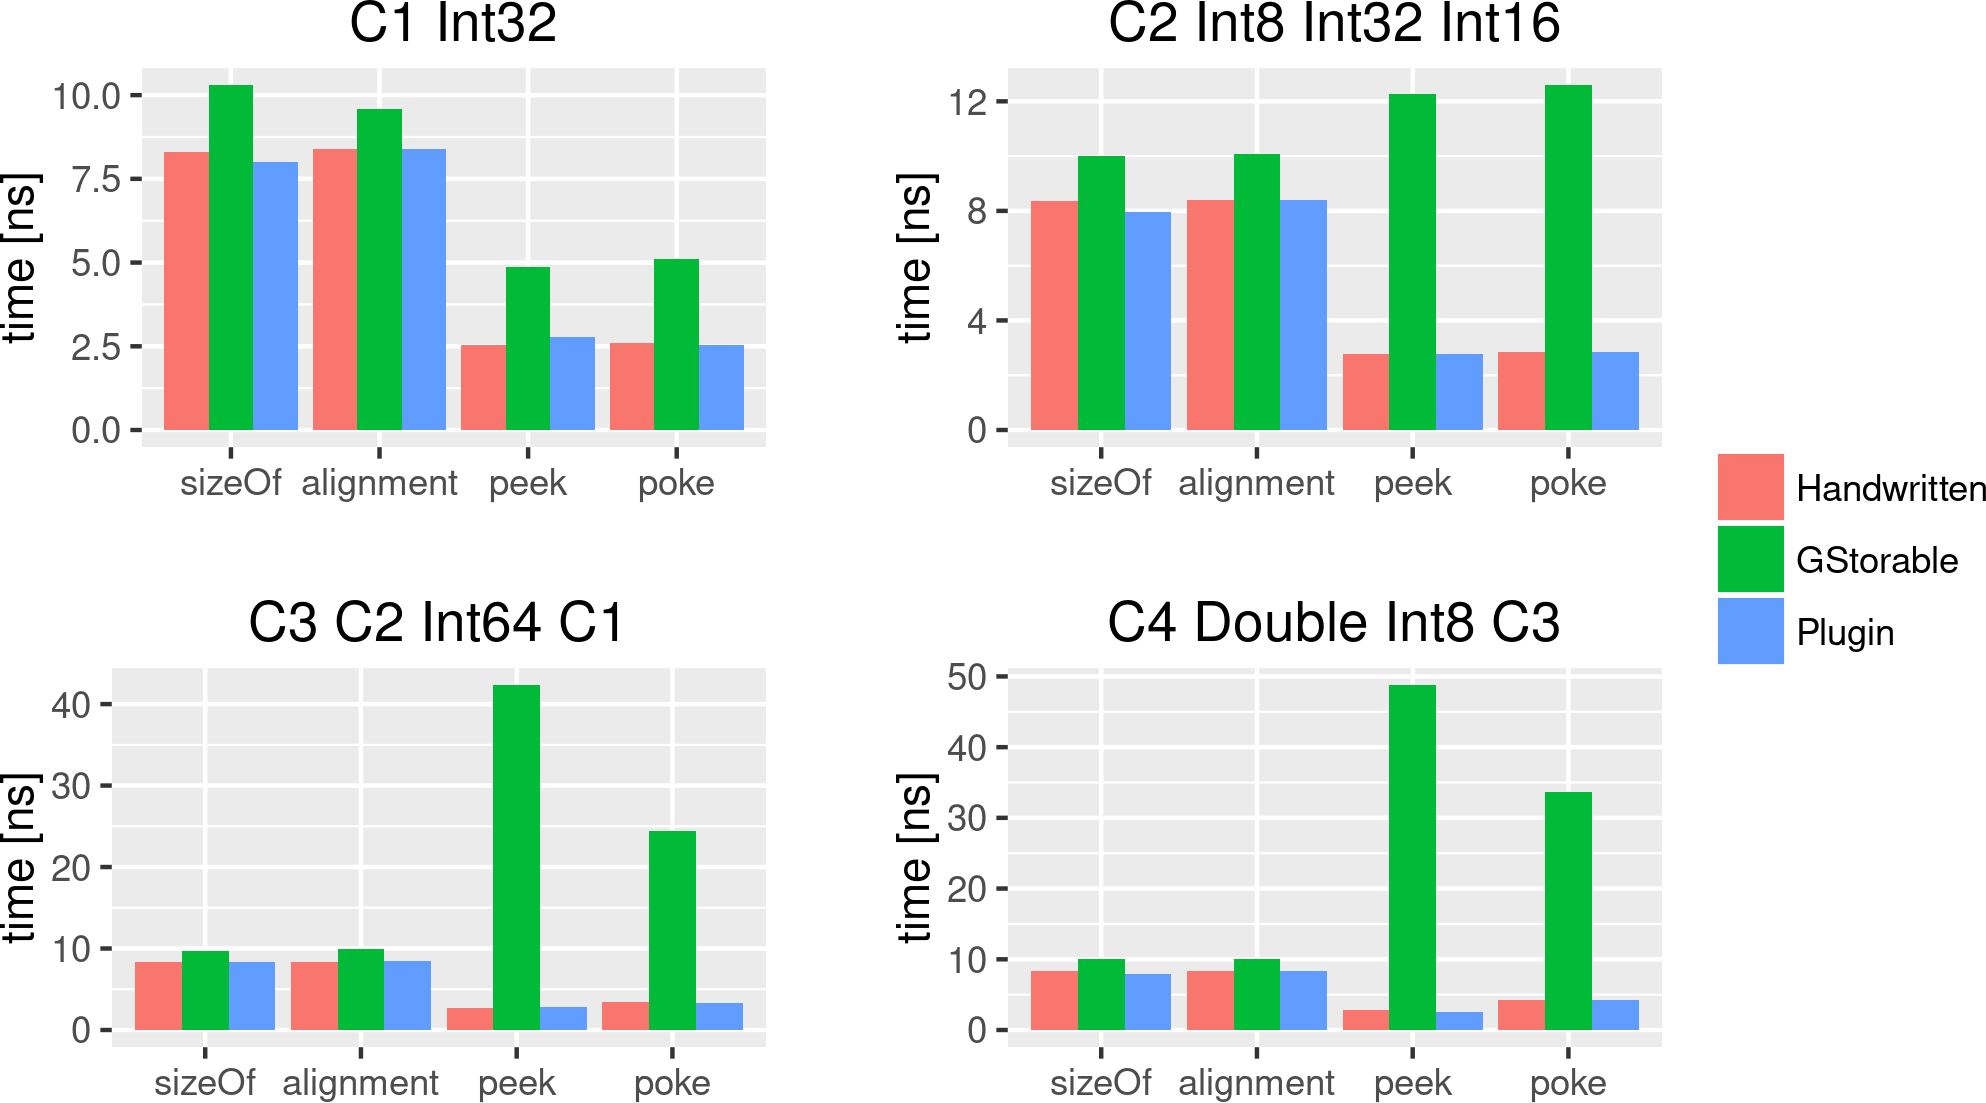 C1 Int32
time [ns]
10.0
7.5
5.0
2.5
0.0
sizeOf alignment peek poke
C2 Int8 Int32 Int16
time [ns]
12
8
4
0
sizeOf alignment peek poke
Handwritten
GStorable
Plugin
C3 C2 Int64 C1
time [ns]
40
30
20
10
0
sizeOf alignment peek poke
C4 Double Int8 C3
time [ns]
50
40
30
20
10
0
sizeOf alignment peek poke